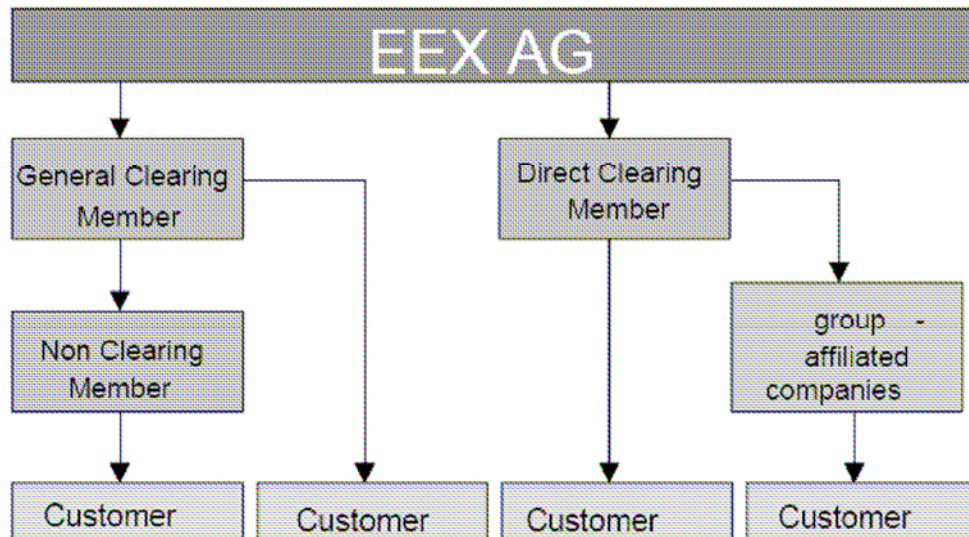 EEX AG
General Clearing
Member
Direct Clearing
Member
Non Clearing
Member
group -
affiliated
companies
Customer
Customer
Customer
Customer